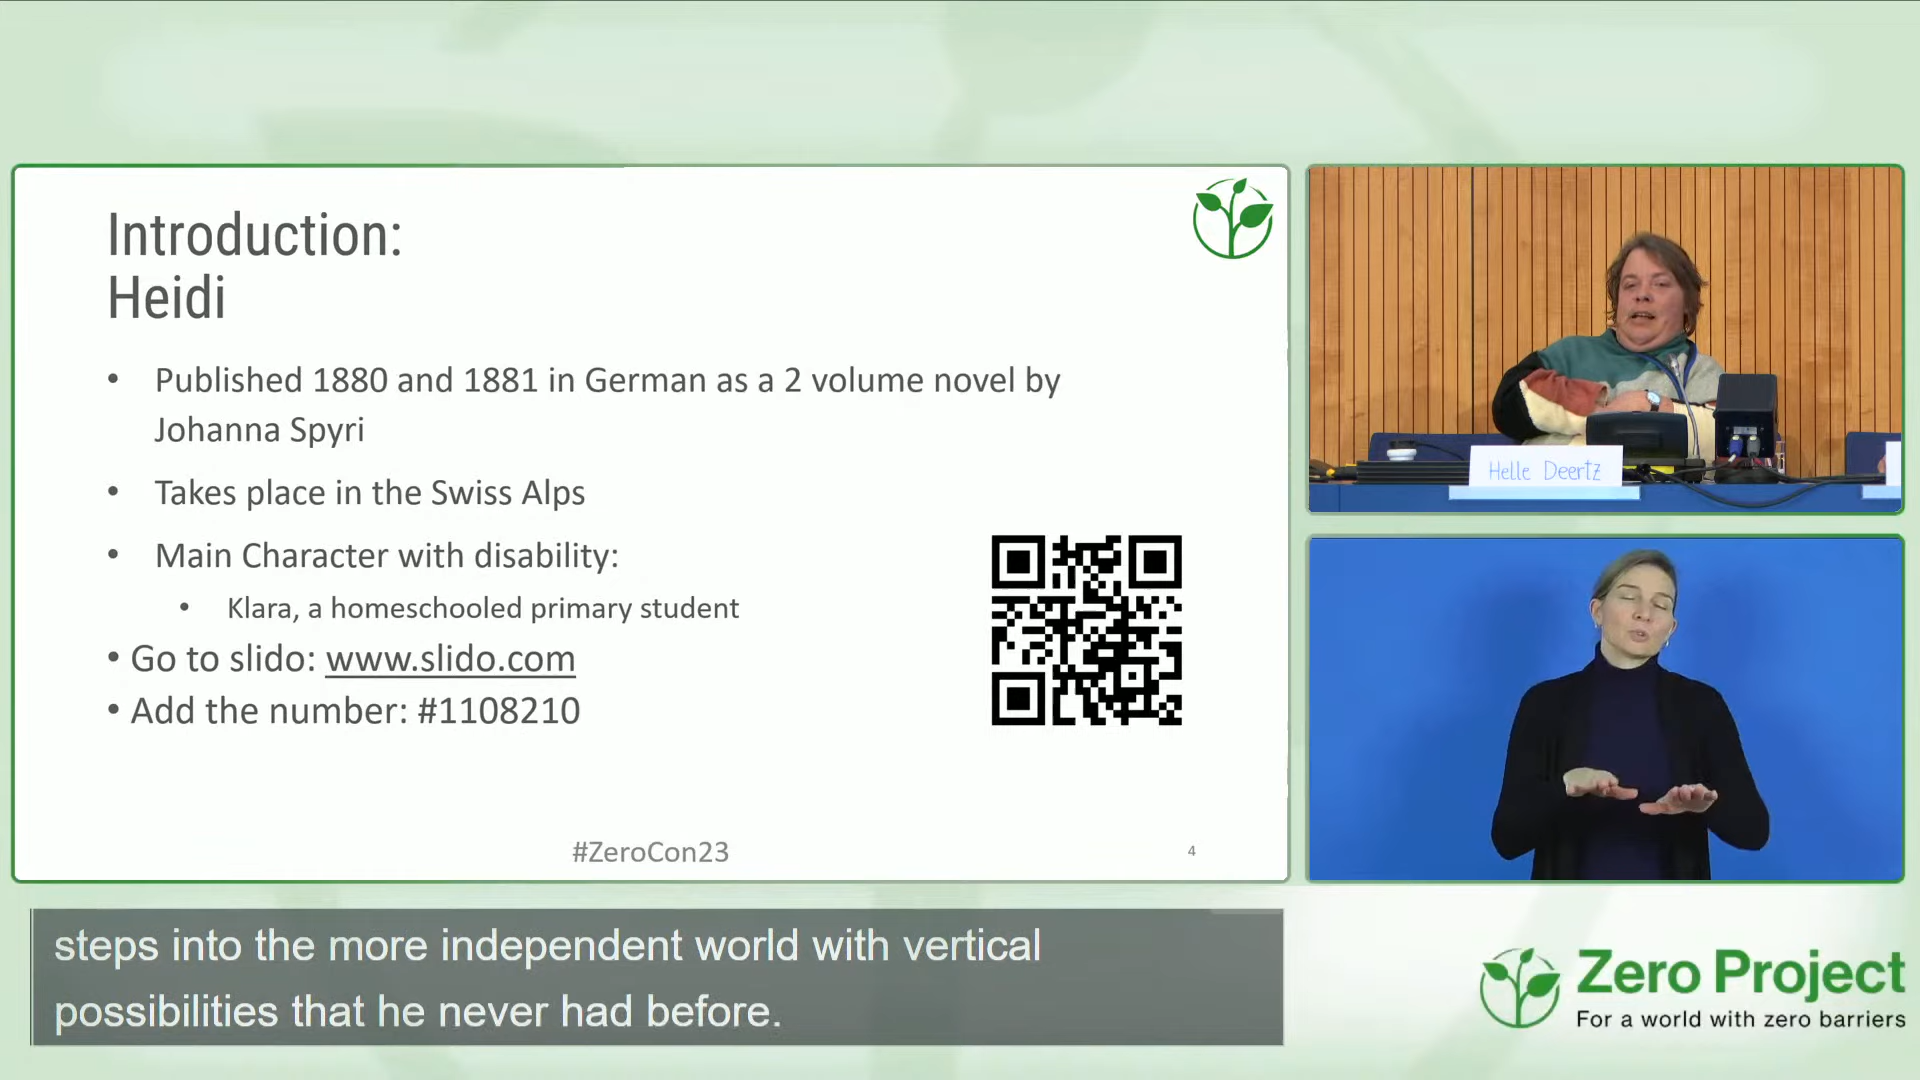 Introduction:
Heidi
• Published 1880 and 1881 in German as a 2 volume novel by
Johanna Spyri
• Takes place in the Swiss Alps
• Main Character with disability:
• Klara, a homeschooled primary student
• Go to slido: www.slido.com
• Add the number: #1108210
#ZeroCon23
4
Helle Deertz
steps into the more independent world with vertical
possibilities that he never had before.
Zero Project
For a world with zero barriers